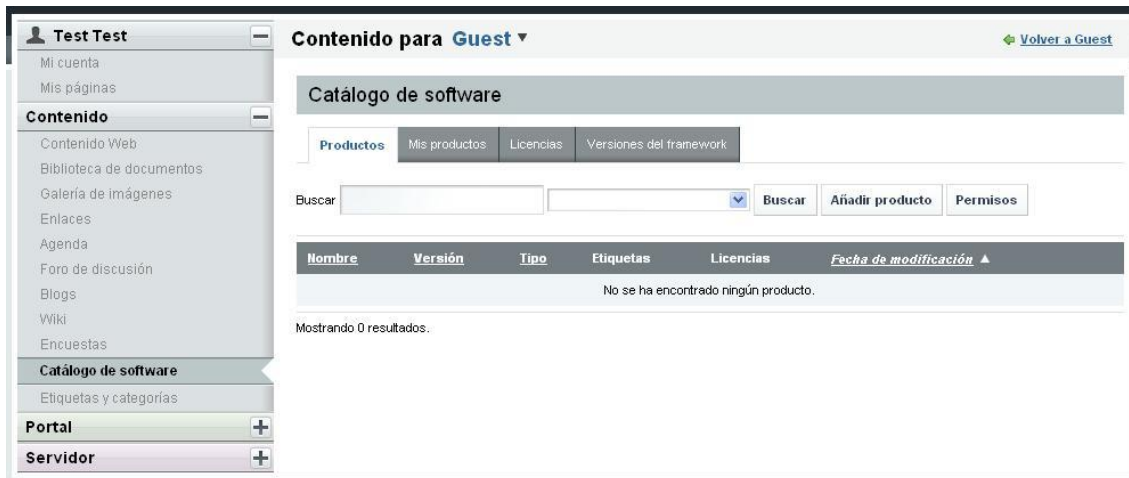 Test Test
Mi cuenta
Mis páginas
Contenido
Contenido Web
Biblioteca de documentos
Galería de imágenes
Enlaces
Agenda
Foro de discusión
Blogs
Wiki
Encuestas
Catálogo de software
Etiquetas y categorías
Portal
Servidor
Contenido para Guest
Volver a Guest
Catálogo de software
Productos Mis productos Licencias Versiones del framework
Buscar Buscar Añadir producto Permisos
Nombre Versión Tipo Etiquetas Licencias Fecha de modificación
No se ha encontrado ningún producto.
Mostrando 0 resultados.